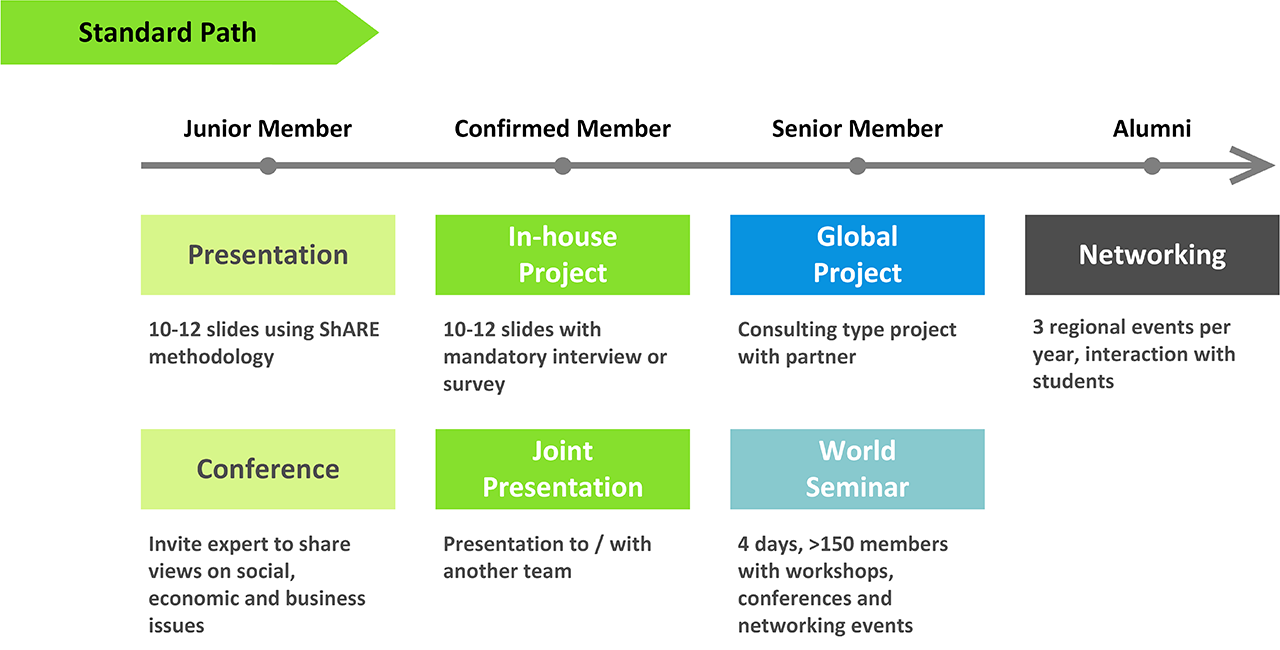 Standard Path
Junior Member
Confirmed Member
Senior Member
Alumni
Presentation
10-12 slides using ShARE
methodology
In-house
Project
10-12 slides with
mandatory interview or
survey
Global
Project
Consulting type project
with partner
Networking
3 regional events per
year, interaction with
students
Conference
Invite expert to share
views on social,
economic and business
issues
Joint
Presentation
Presentation to / with
another team
World
Seminar
4 days, >150 members
with workshops,
conferences and
networking events